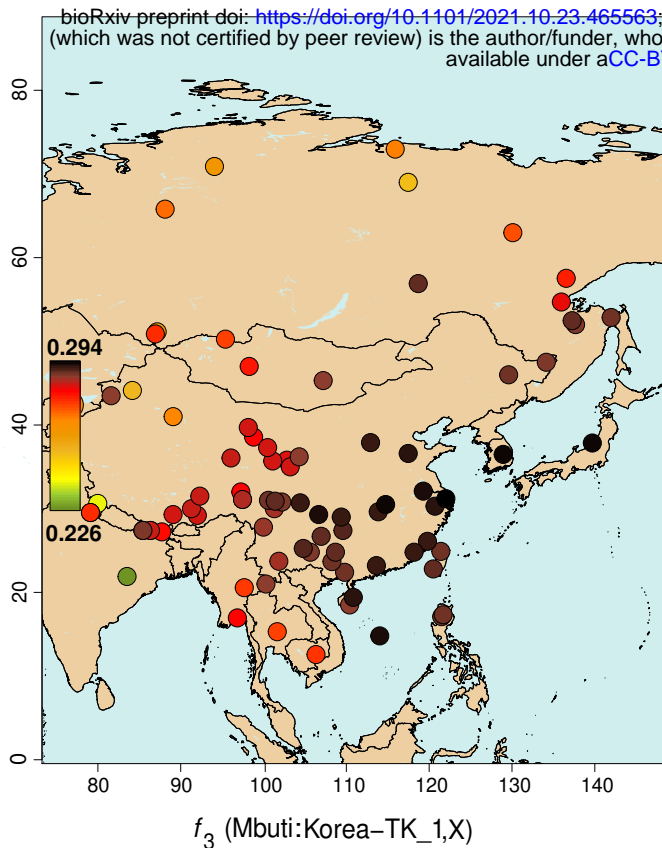 bioRxiv preprint doi: https://doi.org/10.1101/2021.10.23.465563;
(which was not certified by peer review) is the author/funder, who
available under aCC-BY
80
60
40
20
0
0.294
0.226
80 90 100 110 120 130 140
f3 (Mbuti:Korea−TK_1,X)